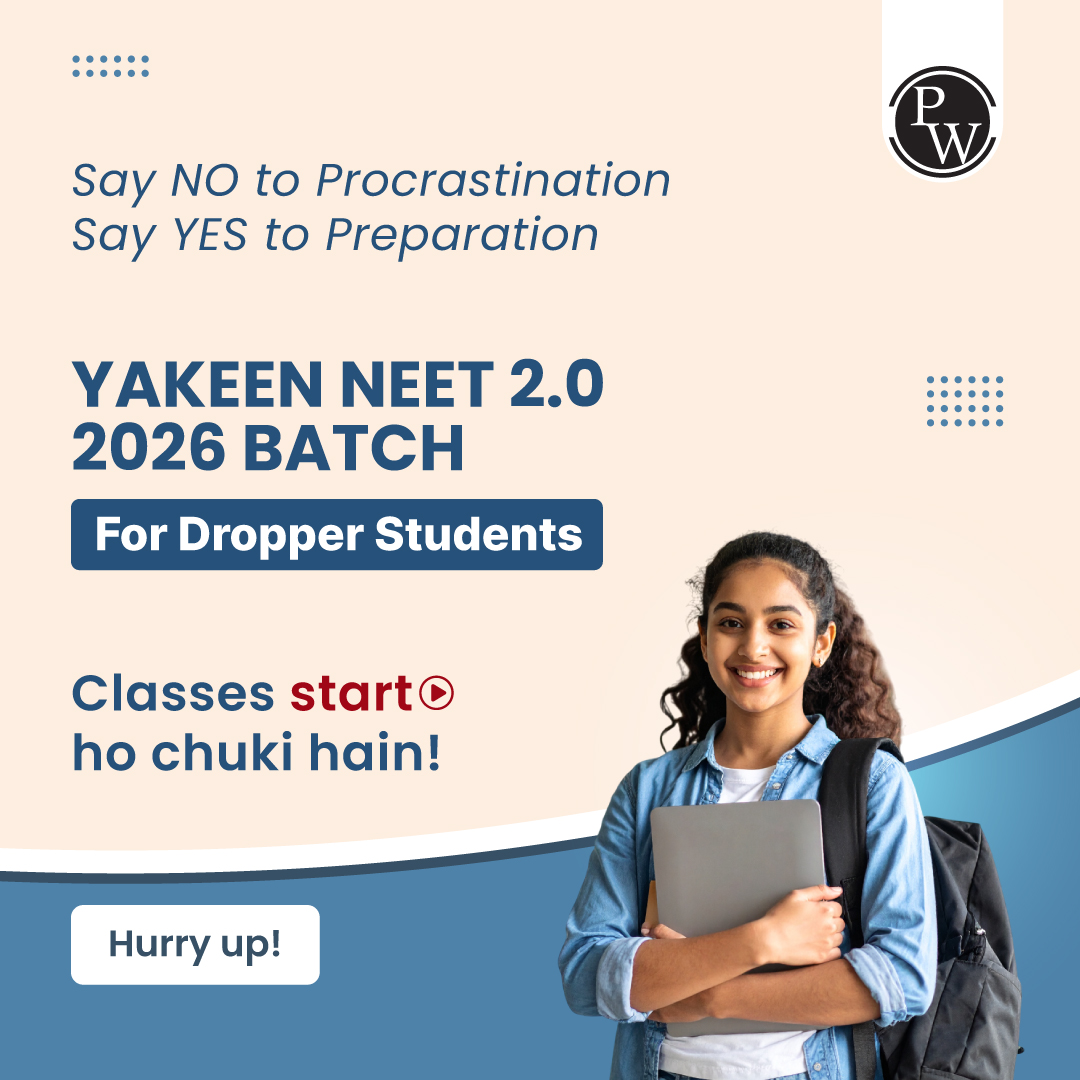 PW
Say NO to Procrastination
Say YES to Preparation
YAKEEN NEET 2.0
2026 BATCH
For Dropper Students
Classes start
ho chuki hain!
Hurry up!